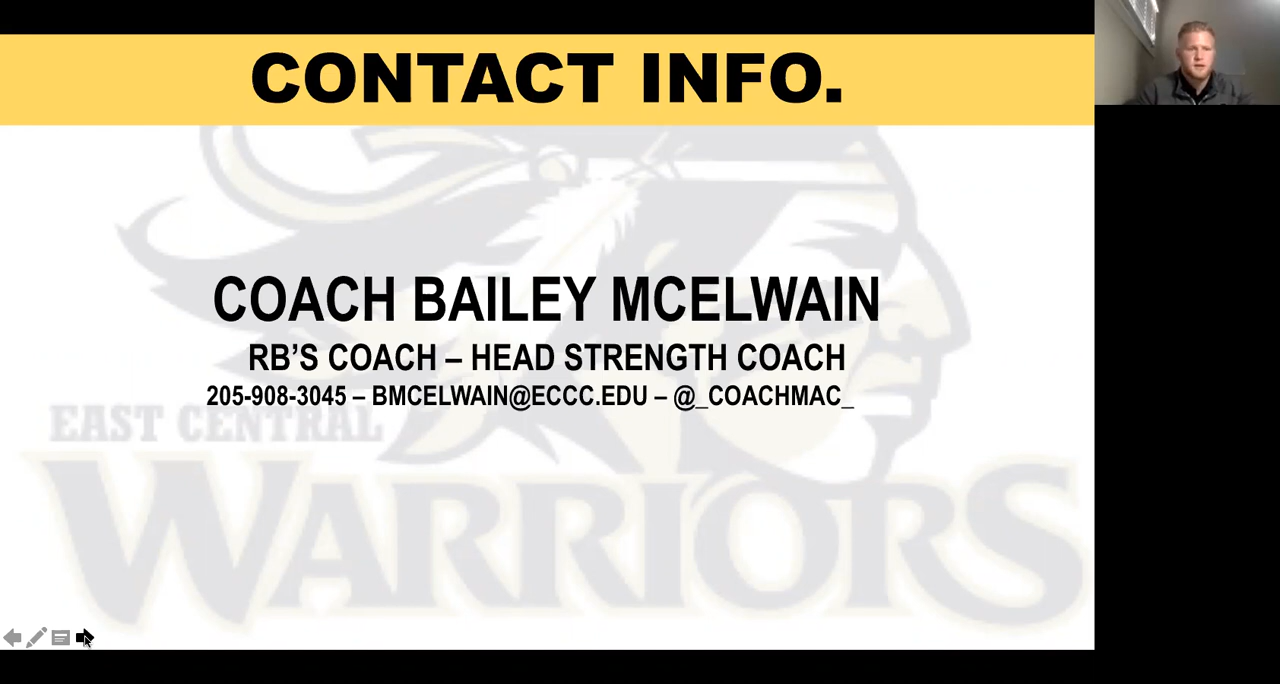 CONTACT INFO.
COACH BAILEY MCELWAIN
RB’S COACH – HEAD STRENGTH COACH
205-908-3045 – BMCELWAIN@ECCC.EDU – @_COACHMAC_
EAST CENTRAL
WARRIORS